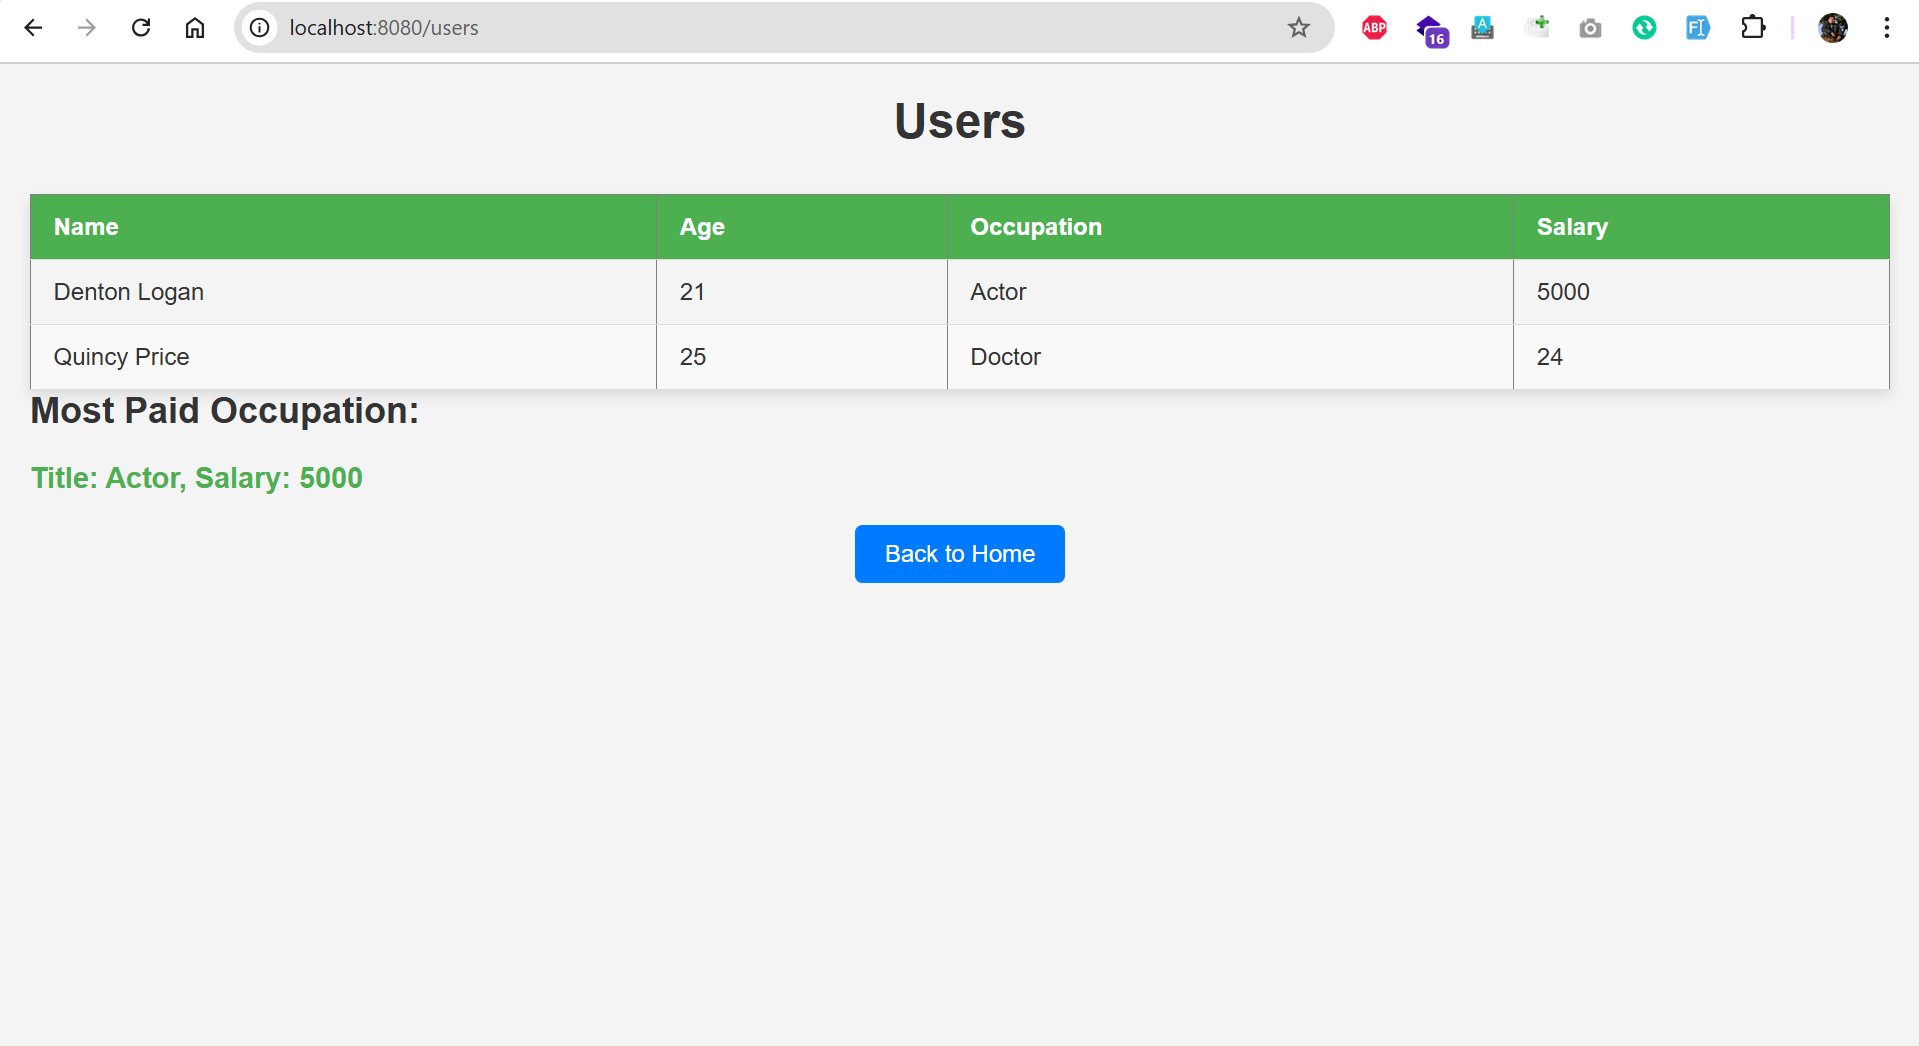 localhost:8080/users
ABP
16
A
F
Users
Name Age Occupation Salary
Denton Logan 21 Actor 5000
Quincy Price 25 Doctor 24
Most Paid Occupation:
Title: Actor, Salary: 5000
Back to Home